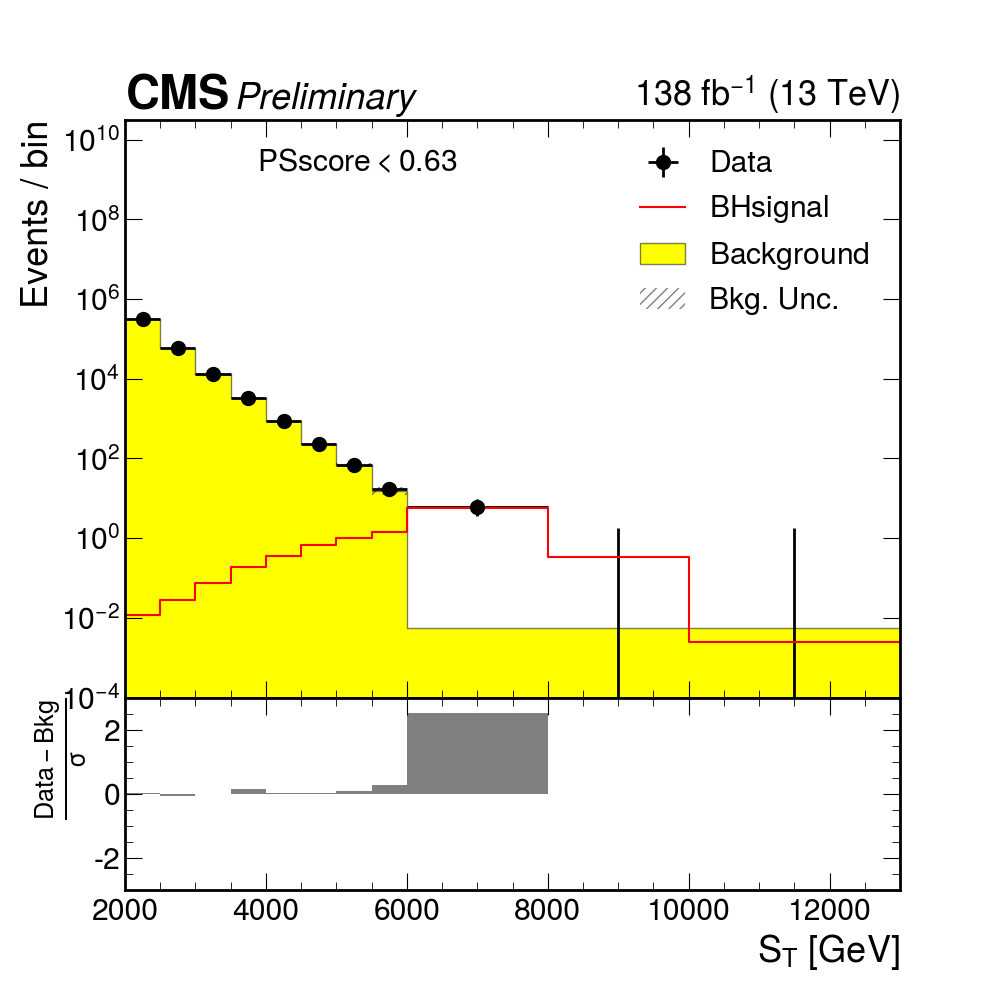 CMS Preliminary 138 fb⁻¹ (13 TeV)
Events / bin
PSscore < 0.63
Data
BHsignal
Background
Bkg. Unc.
10¹⁰
10⁸
10⁶
10⁴
10²
10⁰
10⁻²
10⁻⁴
Data − Bkg
σ
2
0
-2
2000 4000 6000 8000 10000 12000
S_T [GeV]